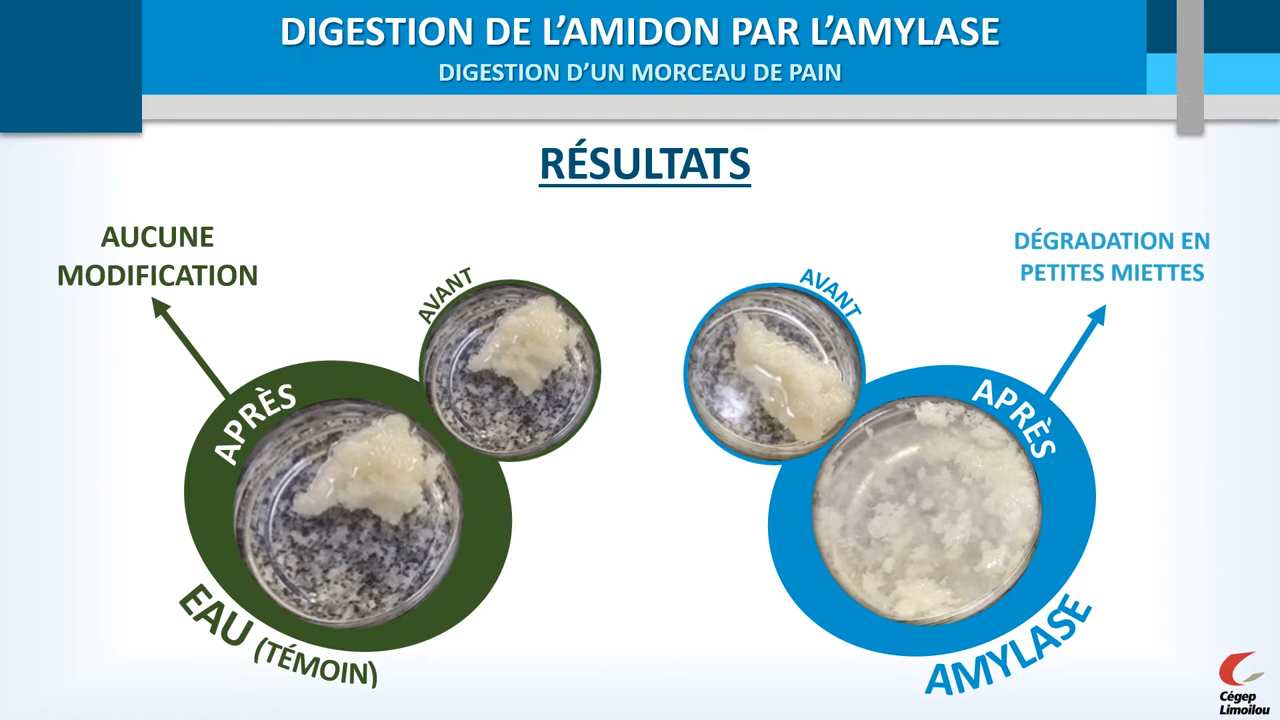 DIGESTION DE L'AMIDON PAR L'AMYLASE
DIGESTION D'UN MORCEAU DE PAIN
RÉSULTATS
AUCUNE
MODIFICATION
AVANT
APRÈS
EAU (TÉMOIN)
DÉGRADATION EN
PETITES MIETTES
AVANT
APRÈS
AMYLASE
Cégep
Limoilou